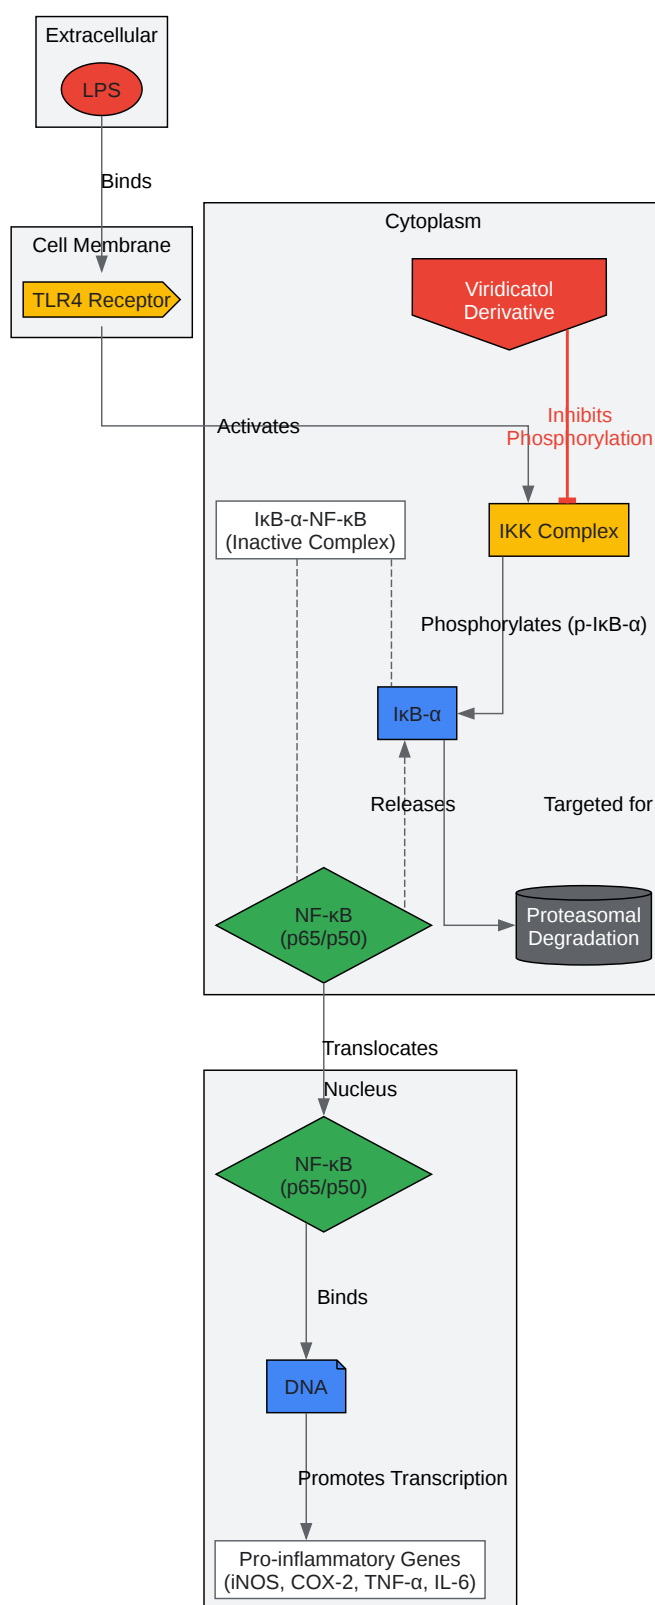 Extracellular
LPS
Binds
Cell Membrane
TLR4 Receptor
Cytoplasm
Viridicatol
Derivative
Activates
Inhibits
Phosphorylation
IκB-α-NF-κB
(Inactive Complex)
IKK Complex
Phosphorylates (p-IκB-α)
IκB-α
Releases
Targeted for
NF-κB
(p65/p50)
Proteasomal
Degradation
Translocates
Nucleus
NF-κB
(p65/p50)
Binds
DNA
Promotes Transcription
Pro-inflammatory Genes
(iNOS, COX-2, TNF-α, IL-6)